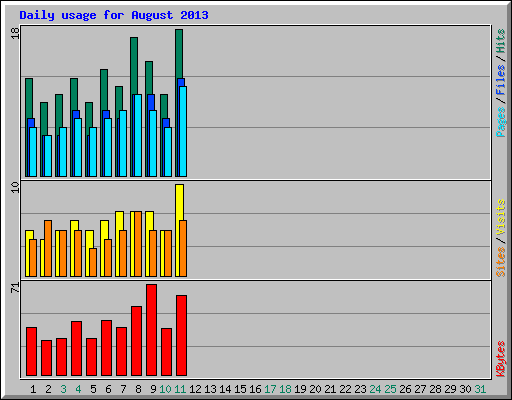 Daily usage for August 2013
18
10
71
Pages / Files / Hits
Sites / Visits
KBytes
1 2 3 4 5 6 7 8 9 10 11 12 13 14 15 16 17 18 19 20 21 22 23 24 25 26 27 28 29 30 31